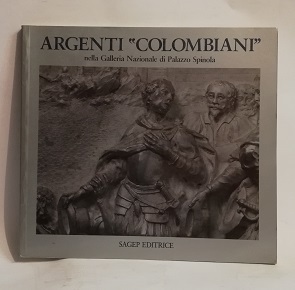 ARGENTI "COLOMBIANI"
nella Galleria Nazionale di Palazzo Spinola
SAGEP EDITRICE